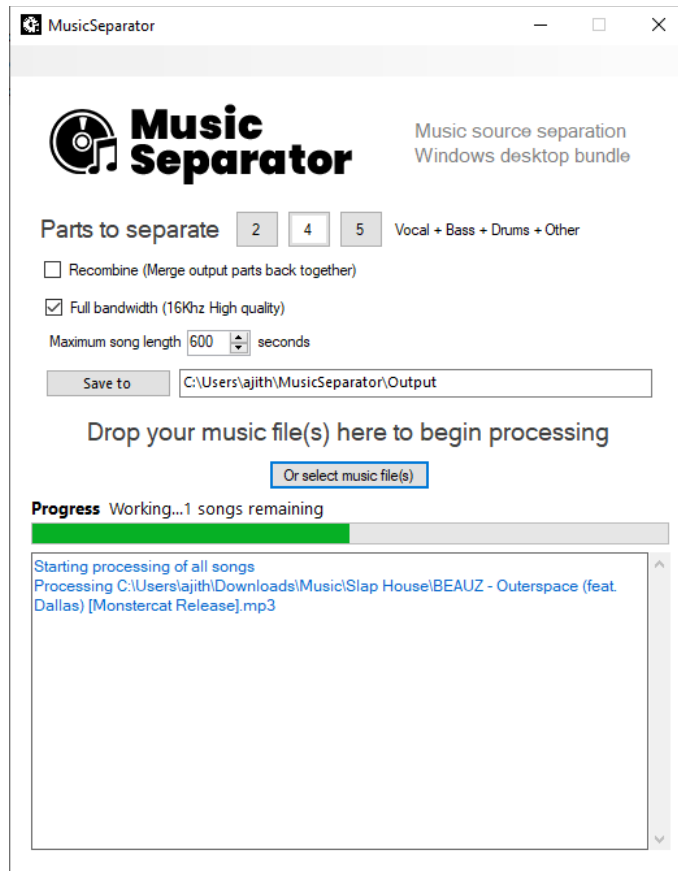 MusicSeparator
Music
Separator
Music source separation
Windows desktop bundle
Parts to separate 2 4 5 Vocal + Bass + Drums + Other
Recombine (Merge output parts back together)
Full bandwidth (16Khz High quality)
Maximum song length 600 seconds
Save to C:\Users\ajith\MusicSeparator\Output
Drop your music file(s) here to begin processing
Or select music file(s)
Progress Working...1 songs remaining
Starting processing of all songs
Processing C:\Users\ajith\Downloads\Music\Slap House\BEAUZ - Outerspace (feat.
Dallas) [Monstercat Release].mp3